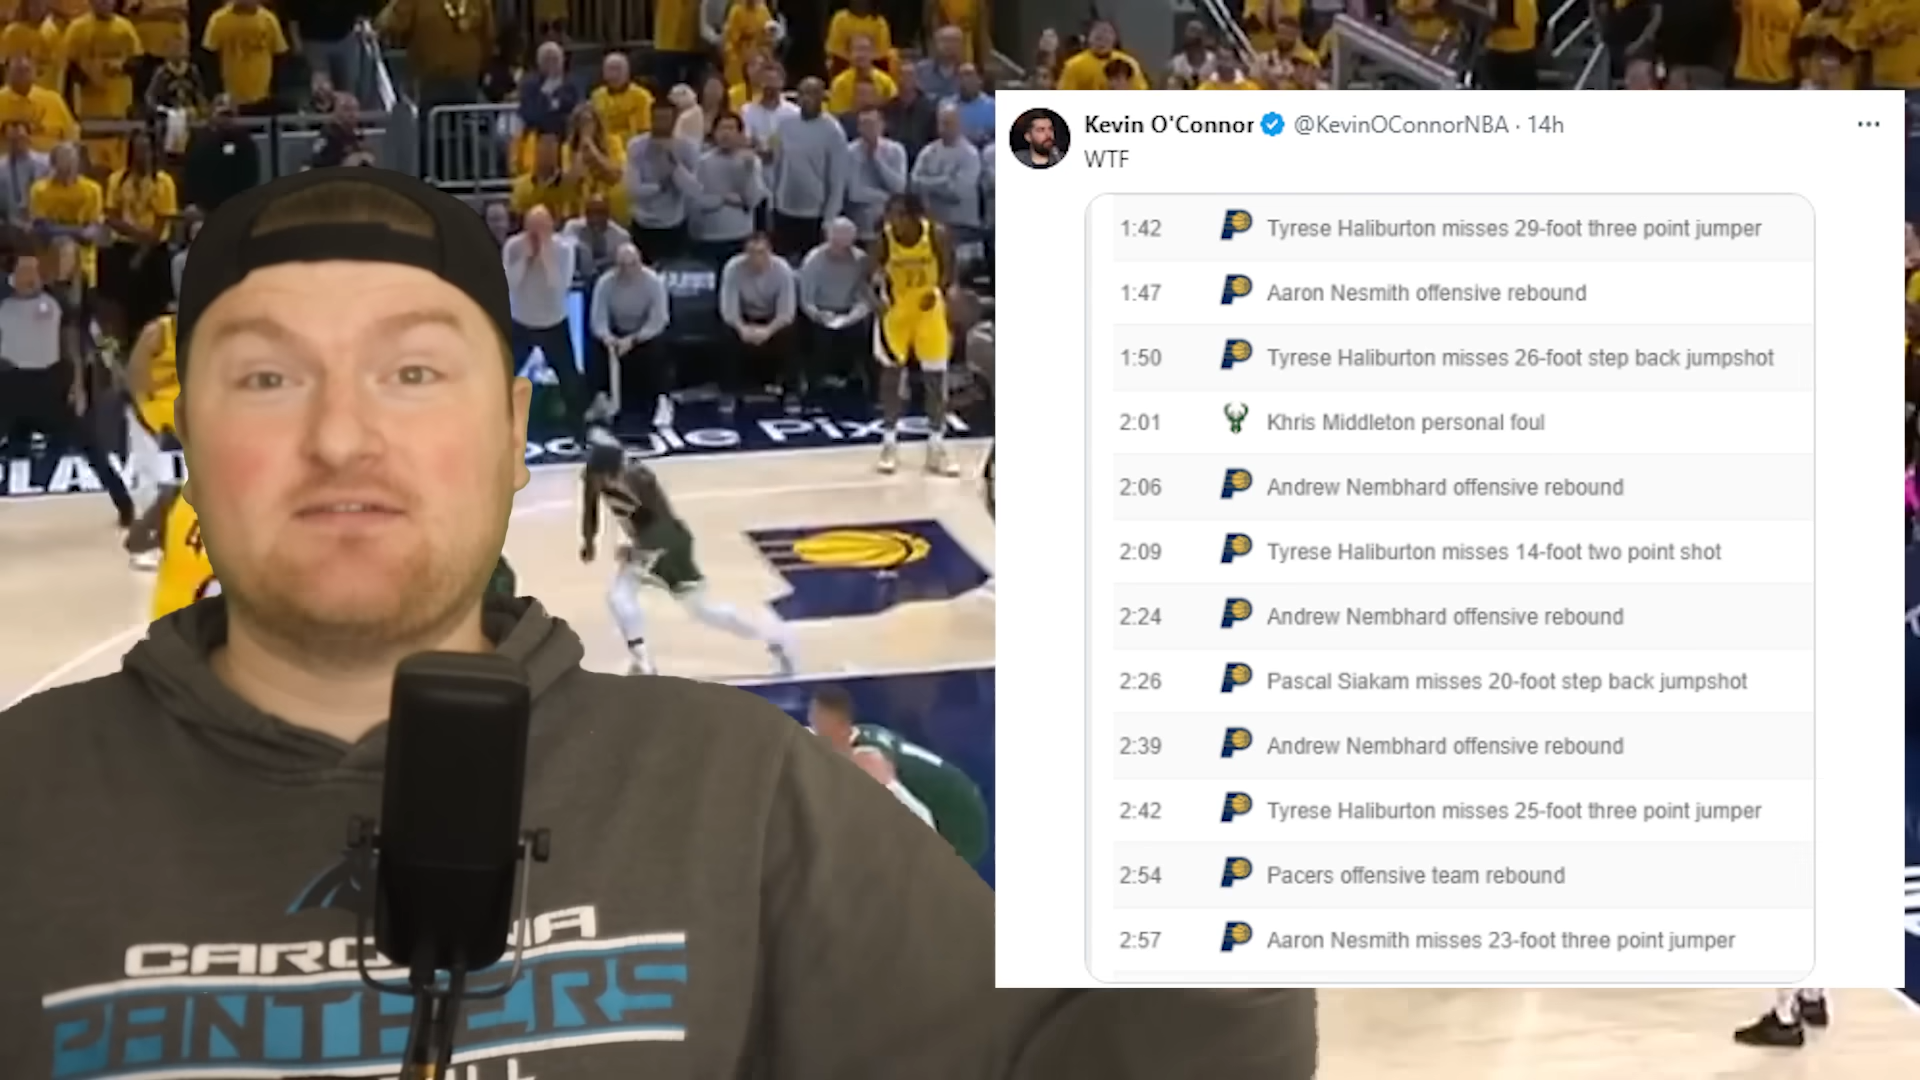 Kevin O'Connor @KevinOConnorNBA · 14h
WTF
1:42 Tyrese Haliburton misses 29-foot three point jumper
1:47 Aaron Nesmith offensive rebound
1:50 Tyrese Haliburton misses 26-foot step back jumpshot
2:01 Khris Middleton personal foul
2:06 Andrew Nembhard offensive rebound
2:09 Tyrese Haliburton misses 14-foot two point shot
2:24 Andrew Nembhard offensive rebound
2:26 Pascal Siakam misses 20-foot step back jumpshot
2:39 Andrew Nembhard offensive rebound
2:42 Tyrese Haliburton misses 25-foot three point jumper
2:54 Pacers offensive team rebound
2:57 Aaron Nesmith misses 23-foot three point jumper
Pixel
PANTHERS